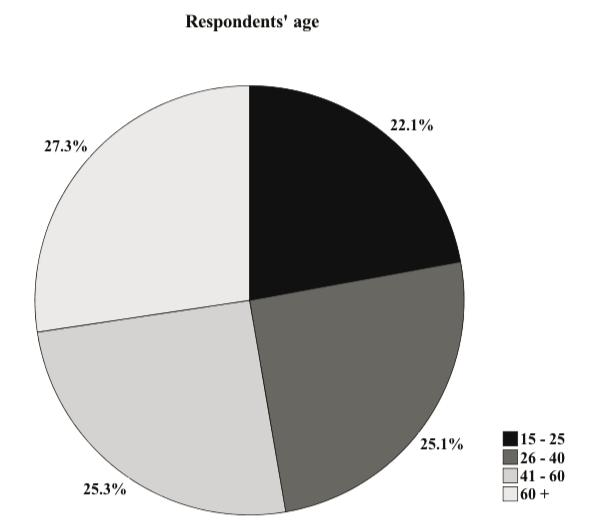 Respondents' age
22.1%
27.3%
25.1%
25.3%
15 - 25
26 - 40
41 - 60
60 +